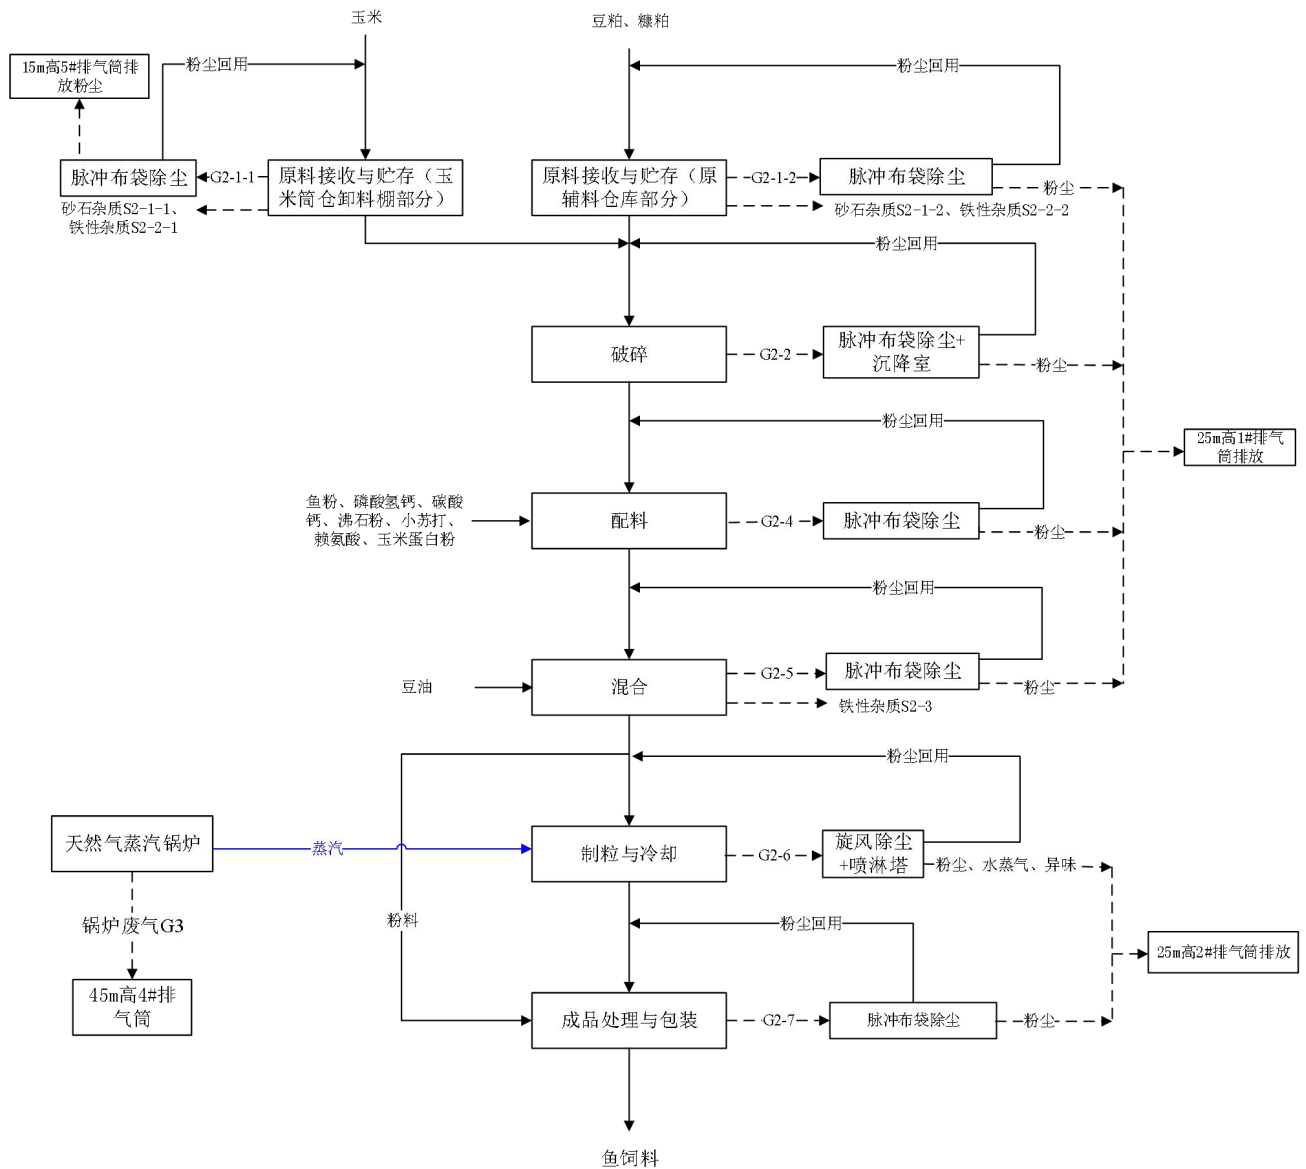 玉米
豆粕、糠粕
15m高5#排气筒排
放粉尘
粉尘回用
粉尘回用
脉冲布袋除尘
G2-1-1
原料接收与贮存（玉
米筒仓卸料棚部分）
原料接收与贮存（原
辅料仓库部分）
G2-1-2
脉冲布袋除尘
粉尘
砂石杂质S2-1-1、
铁性杂质S2-2-1
砂石杂质S2-1-2、铁性杂质S2-2-2
粉尘回用
破碎
G2-2
脉冲布袋除尘+
沉降室
粉尘
粉尘回用
25m高1#排气
筒排放
鱼粉、磷酸氢钙、碳酸
钙、沸石粉、小苏打、
赖氨酸、玉米蛋白粉
配料
G2-4
脉冲布袋除尘
粉尘
粉尘回用
豆油
混合
G2-5
脉冲布袋除尘
粉尘
铁性杂质S2-3
粉尘回用
天然气蒸汽锅炉
蒸汽
制粒与冷却
G2-6
旋风除尘
+喷淋塔
粉尘、水蒸气、异味
锅炉废气G3
粉料
粉尘回用
25m高2#排气筒排放
45m高4#排
气筒
成品处理与包装
G2-7
脉冲布袋除尘
粉尘
鱼饲料